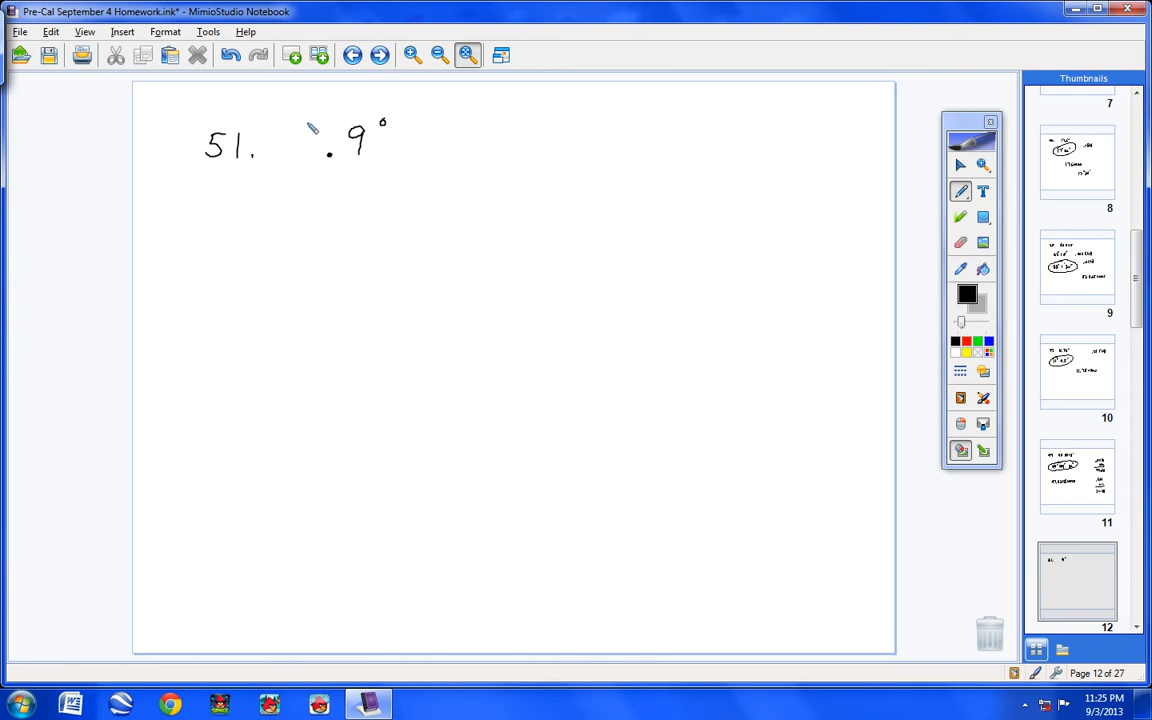 Pre-Cal September 4 Homework.ink* - MimioStudio Notebook
File Edit View Insert Format Tools Help
Thumbnails
51. .9°
7
8
9
10
11
12
Page 12 of 27
11:25 PM
9/3/2013